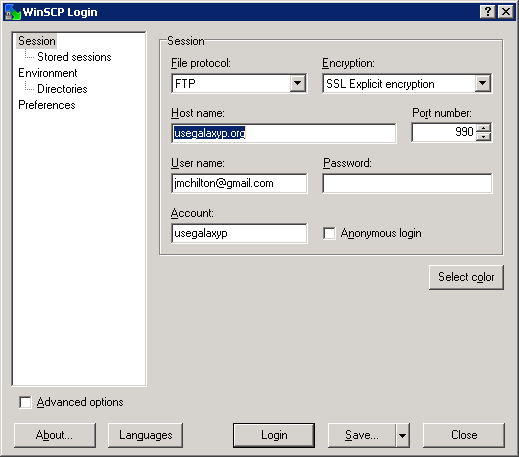 WinSCP Login
Session
Stored sessions
Environment
Directories
Preferences
Session
File protocol:
Encryption:
FTP
SSL Explicit encryption
Host name:
Port number:
usegalaxyp.org
990
User name:
Password:
jmchilton@gmail.com
Account:
usegalaxyp
Anonymous login
Select color
Advanced options
About...
Languages
Login
Save...
Close